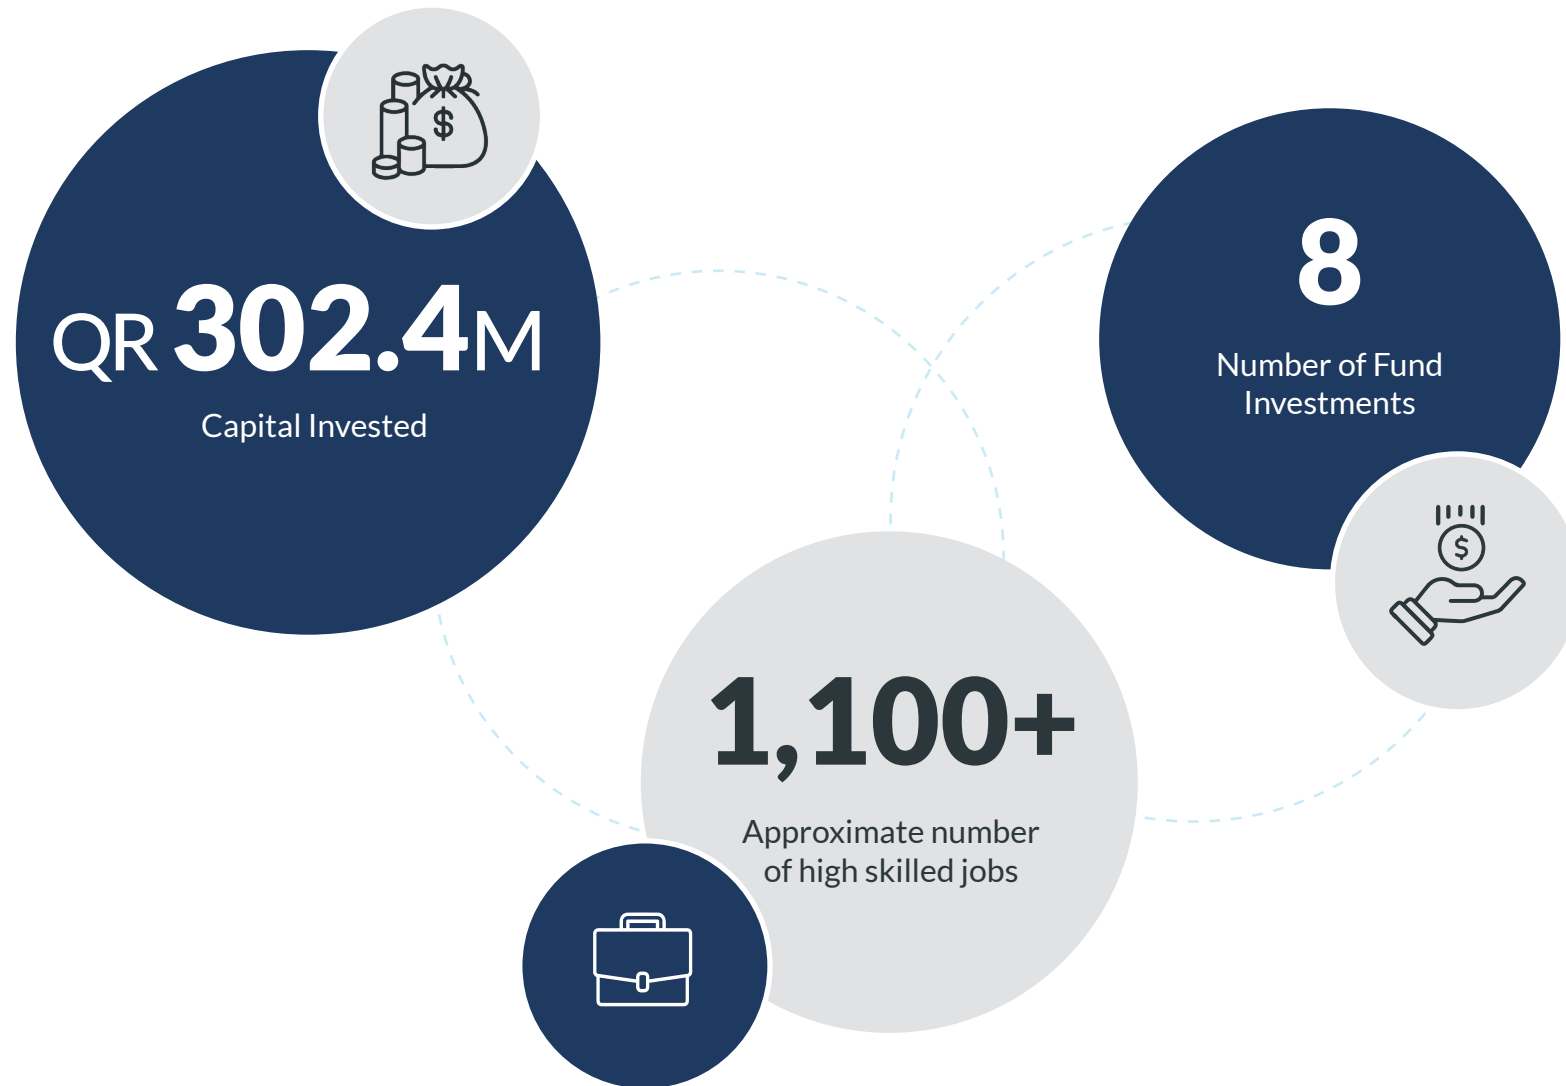 QR 302.4M
Capital Invested
8
Number of Fund
Investments
1,100+
Approximate number
of high skilled jobs
$
$